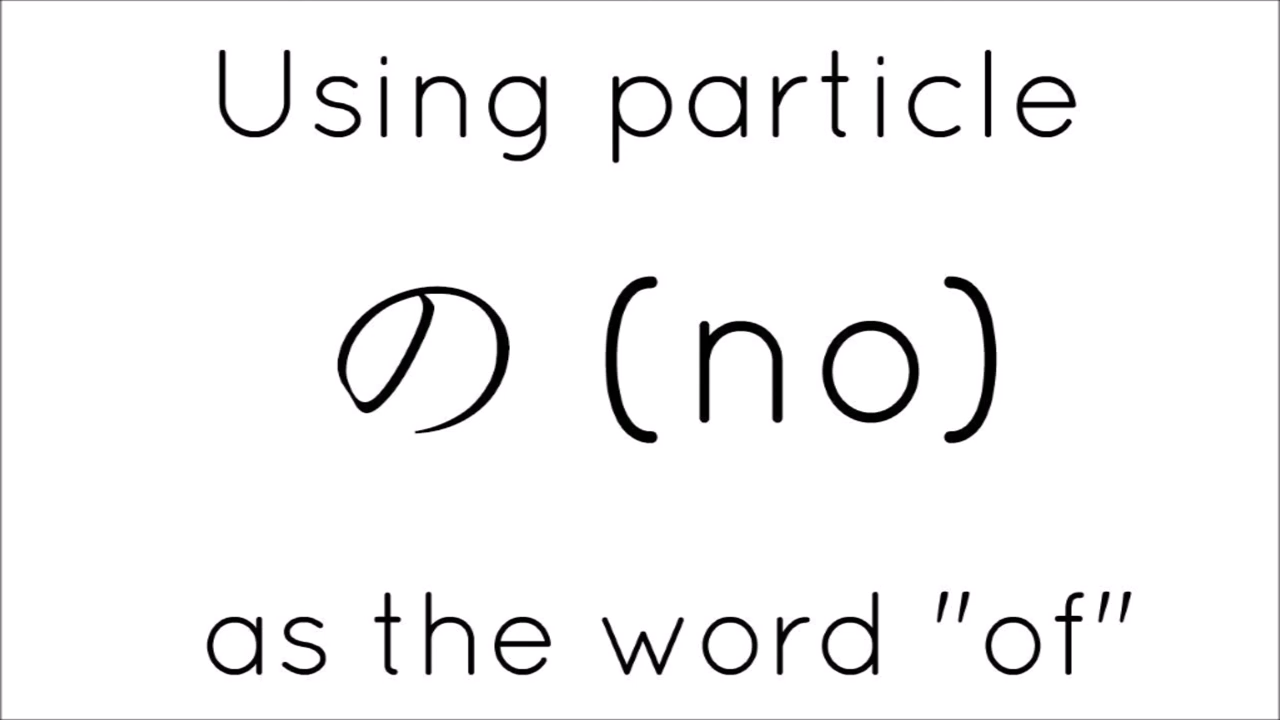 Using particle
の (no)
as the word "of"